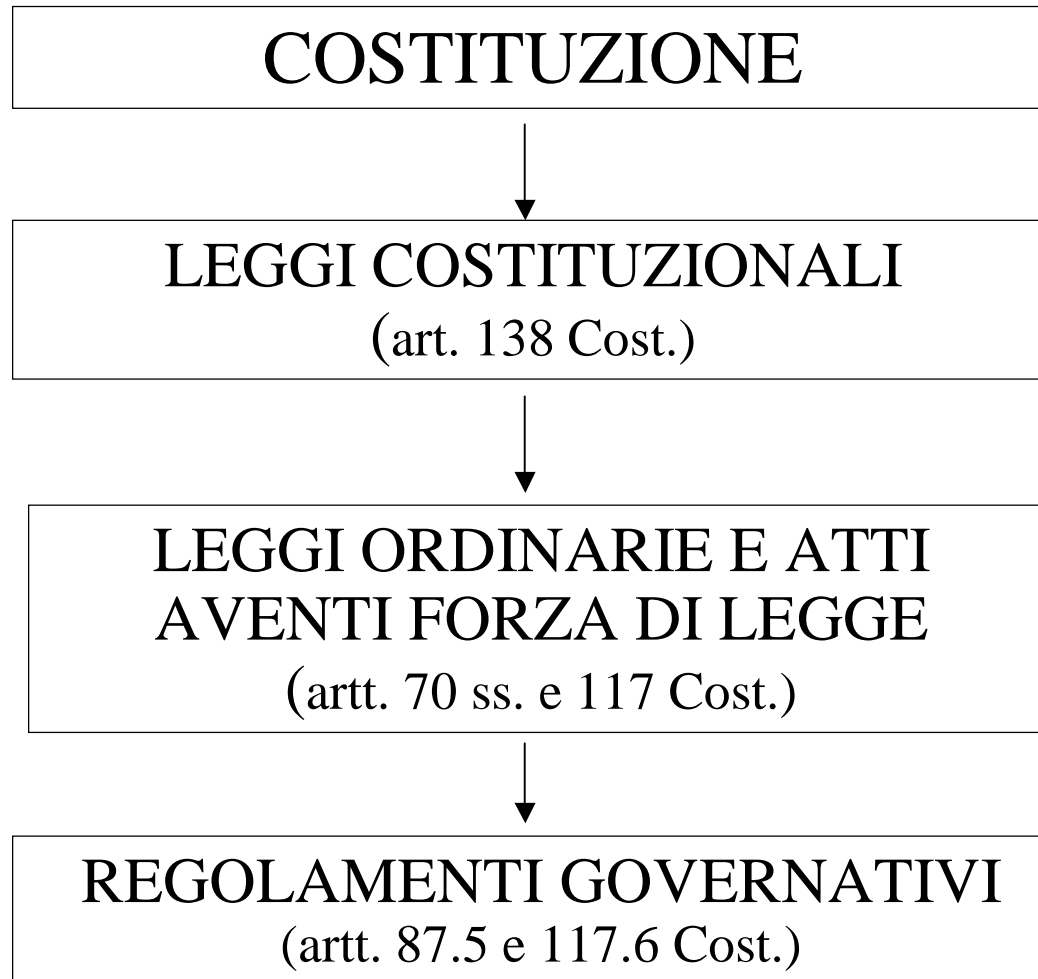 COSTITUZIONE
LEGGI COSTITUZIONALI
(art. 138 Cost.)
LEGGI ORDINARIE E ATTI
AVENTI FORZA DI LEGGE
(artt. 70 ss. e 117 Cost.)
REGOLAMENTI GOVERNATIVI
(artt. 87.5 e 117.6 Cost.)